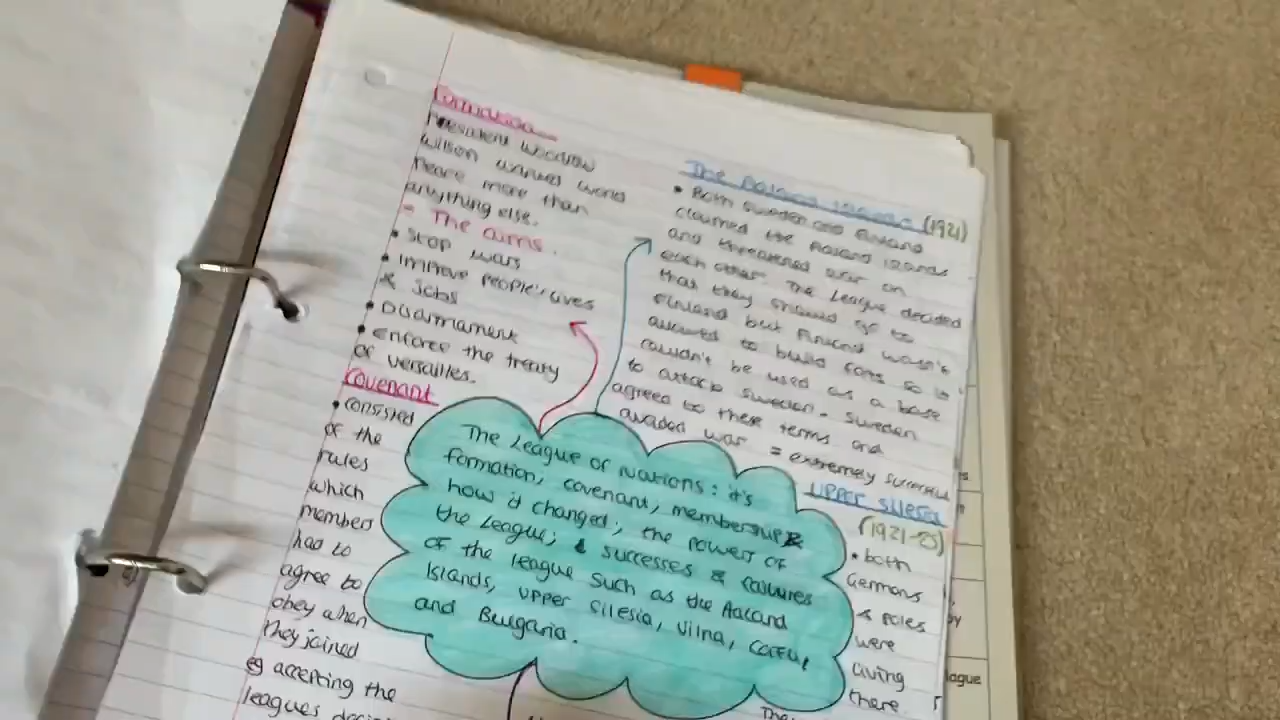 Formation
President Woodrow
Wilson wanted world
Peace more than
anything else.
- The aims.
• Stop wars
• improve people's lives
& jobs
• Disarmament
• enforce the treaty
of Versailles.
Covenant
• consisted
of the
rules
which
members
had to
agree to
obey when
they joined
eg accepting the
leagues
The Aaland Islands (1921)
• Both Sweden and Finland
claimed the Aaland Islands
and threatened war on
each other. The League decided
that they should go to
Finland but Finland wasn't
allowed to build forts so it
couldn't be used as a base
to attack Sweden. Sweden
agreed to these terms and
avoided war = extremely successful
The League of Nations: it's
formation, covenant, membership &
how it changed; the power of
the League; & successes & failures
of the league such as the Aaland
Islands, Upper Silesia, Vilna, Corfu,
and Bulgaria.
UPPER Silesia
(1921-25)
• both
Germans
& poles
were
living
there.
The
by
lague